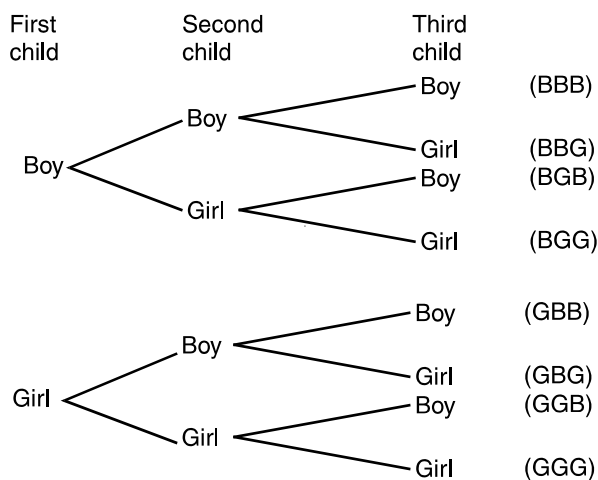 First child
Second child
Third child
Boy (BBB)
Boy
Girl (BBG)
Boy
Boy (BGB)
Girl
Girl (BGG)
Boy (GBB)
Boy
Girl (GBG)
Girl
Boy (GGB)
Girl
Girl (GGG)